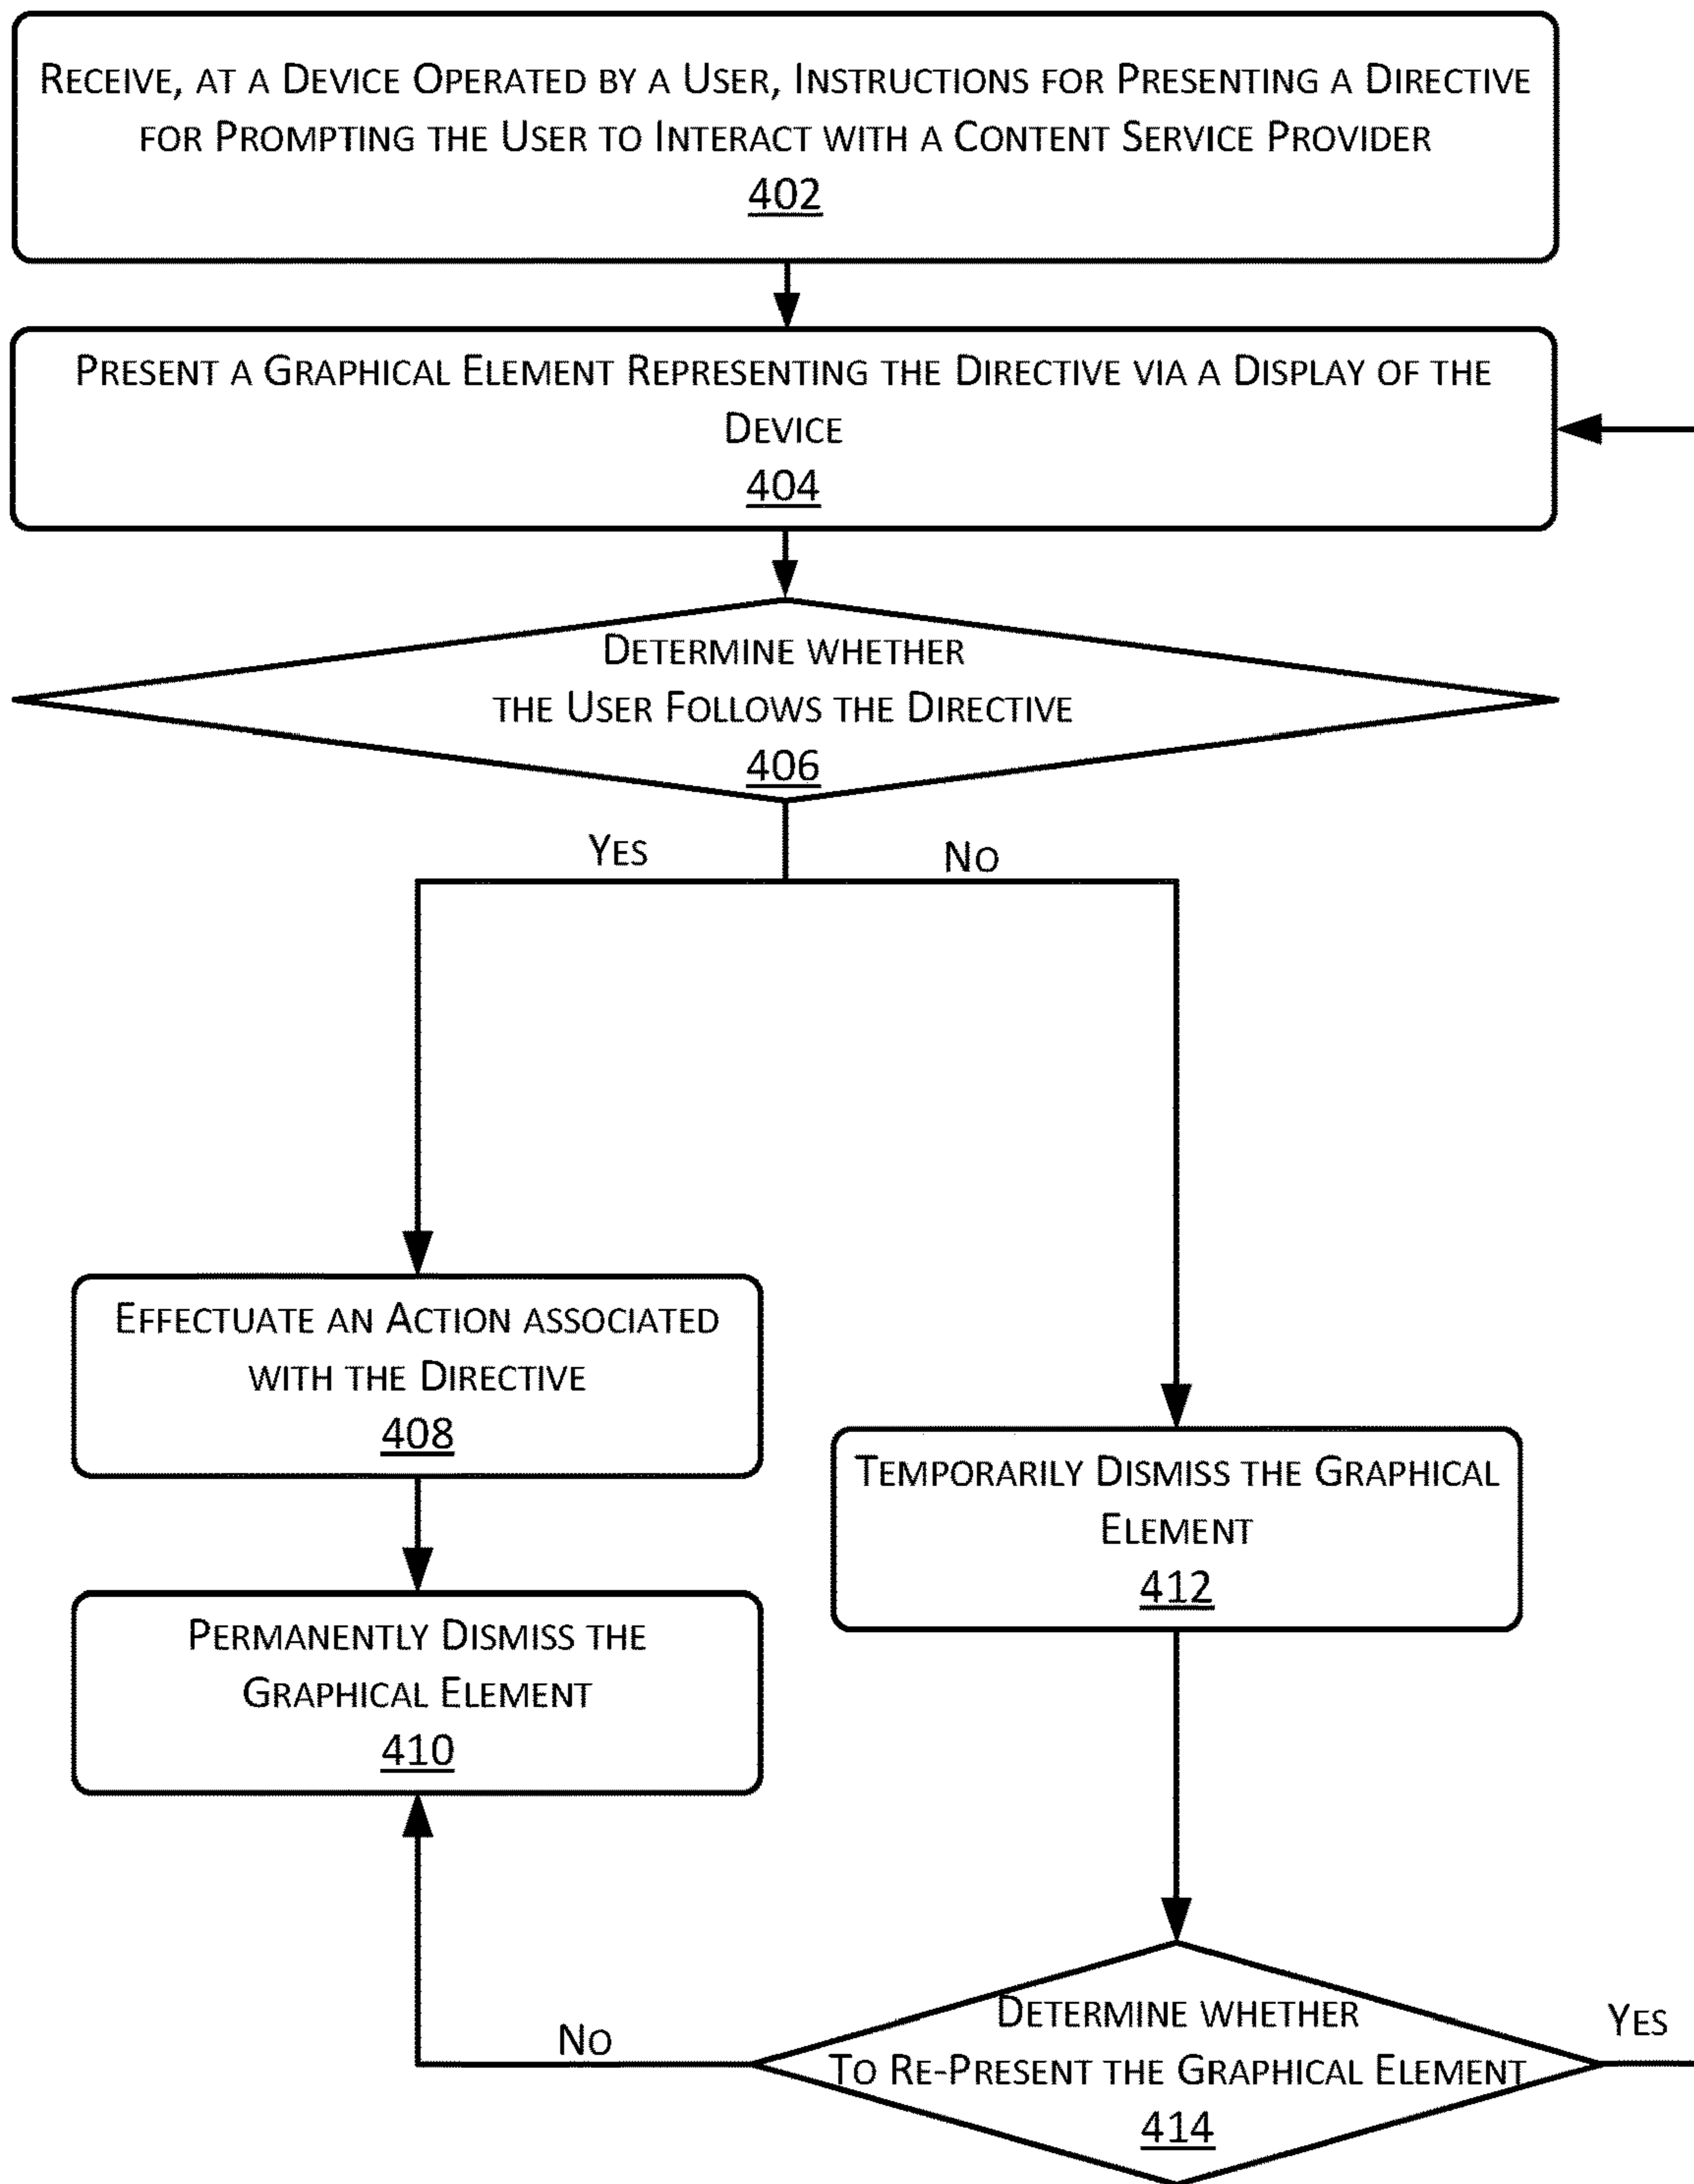 RECEIVE, AT A DEVICE OPERATED BY A USER, INSTRUCTIONS FOR PRESENTING A DIRECTIVE
FOR PROMPTING THE USER TO INTERACT WITH A CONTENT SERVICE PROVIDER
402
PRESENT A GRAPHICAL ELEMENT REPRESENTING THE DIRECTIVE VIA A DISPLAY OF THE
DEVICE
404
DETERMINE WHETHER
THE USER FOLLOWS THE DIRECTIVE
406
YES
NO
EFFECTUATE AN ACTION ASSOCIATED
WITH THE DIRECTIVE
408
TEMPORARILY DISMISS THE GRAPHICAL
ELEMENT
412
PERMANENTLY DISMISS THE
GRAPHICAL ELEMENT
410
DETERMINE WHETHER
TO RE-PRESENT THE GRAPHICAL ELEMENT
414
NO
YES